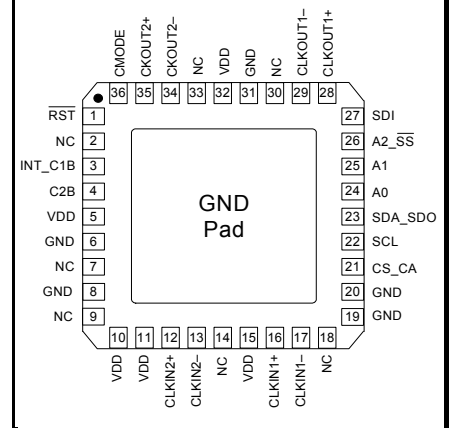 CMODE
CKOUT2+
CKOUT2–
NC
VDD
GND
NC
CLKOUT1–
CLKOUT1+
36 35 34 33 32 31 30 29 28
RST 1
NC 2
INT_C1B 3
C2B 4
VDD 5
GND 6
NC 7
GND 8
NC 9
GND
Pad
27 SDI
26 A2_SS
25 A1
24 A0
23 SDA_SDO
22 SCL
21 CS_CA
20 GND
19 GND
10 11 12 13 14 15 16 17 18
VDD
VDD
CLKIN2+
CLKIN2–
NC
VDD
CLKIN1+
CLKIN1–
NC